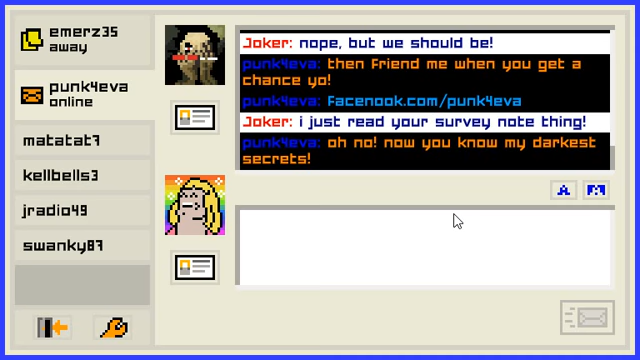 emerz35
away
punk4eva
online
matatat7
kellbells3
jradio49
swanky87
Joker: nope, but we should be!
punk4eva: then friend me when you get a
chance yo!
punk4eva: Facenook.com/punk4eva
Joker: i just read your survey note thing!
punk4eva: oh no! now you know my darkest
secrets!
A